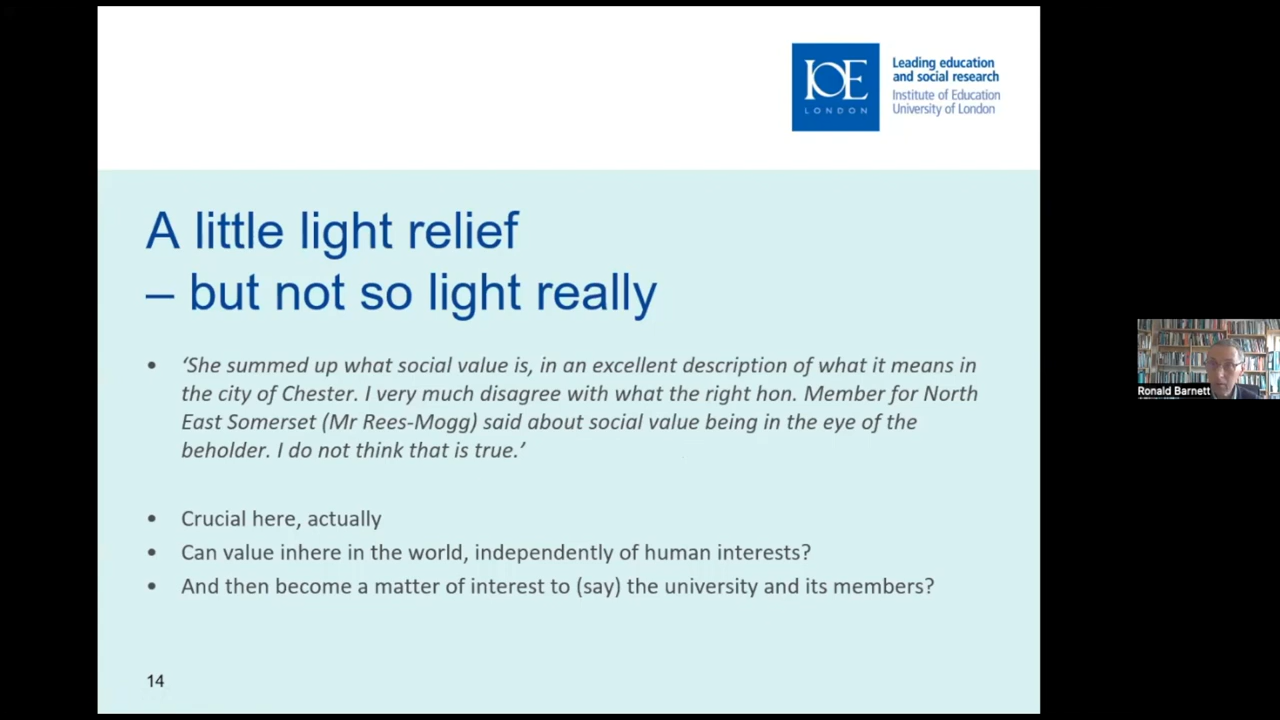 IOE
LONDON
Leading education
and social research
Institute of Education
University of London
A little light relief
– but not so light really
• ‘She summed up what social value is, in an excellent description of what it means in
the city of Chester. I very much disagree with what the right hon. Member for North
East Somerset (Mr Rees-Mogg) said about social value being in the eye of the
beholder. I do not think that is true.’
• Crucial here, actually
• Can value inhere in the world, independently of human interests?
• And then become a matter of interest to (say) the university and its members?
14
Ronald Barnett